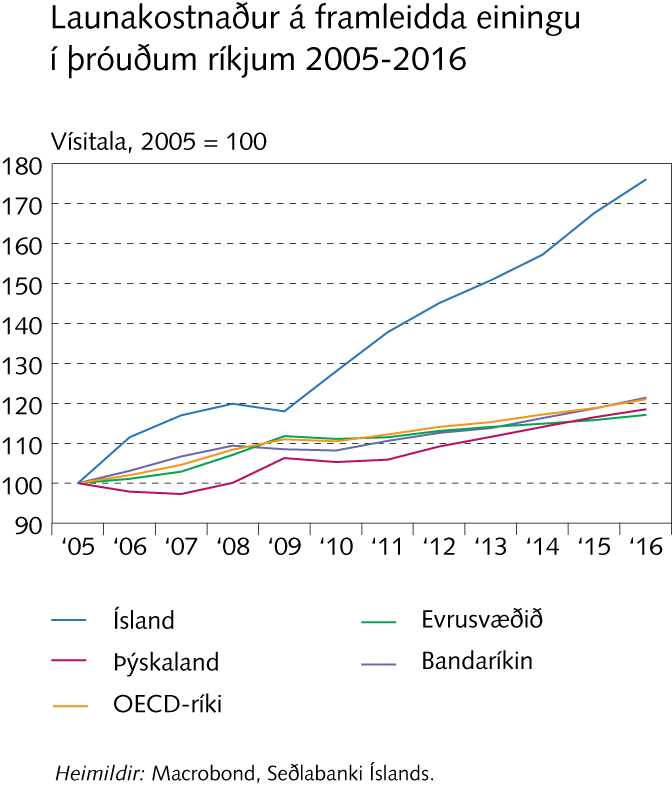 Launakostnaður á framleidda einingu
í þróuðum ríkjum 2005-2016
Vísitala, 2005 = 100
180
170
160
150
140
130
120
110
100
90
‘05 ‘06 ‘07 ‘08 ‘09 ‘10 ‘11 ‘12 ‘13 ‘14 ‘15 ‘16
Ísland
Þýskaland
OECD-ríki
Evrusvæðið
Bandaríkin
Heimildir: Macrobond, Seðlabanki Íslands.